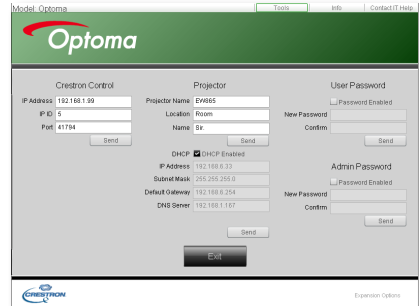 Model: Optoma
Tools
Info
Contact IT Help
Optoma
Crestron Control
IP Address 192.168.1.99
IP ID 5
Port 41794
Send
Projector
Projector Name EW865
Location Room
Name Sir.
Send
DHCP DHCP Enabled
IP Address 192.168.6.33
Subnet Mask 255.255.255.0
Default Gateway 192.168.6.254
DNS Server 192.168.1.167
Send
User Password
Password Enabled
New Password
Confirm
Send
Admin Password
Password Enabled
New Password
Confirm
Send
Exit
CRESTRON
Expansion Options